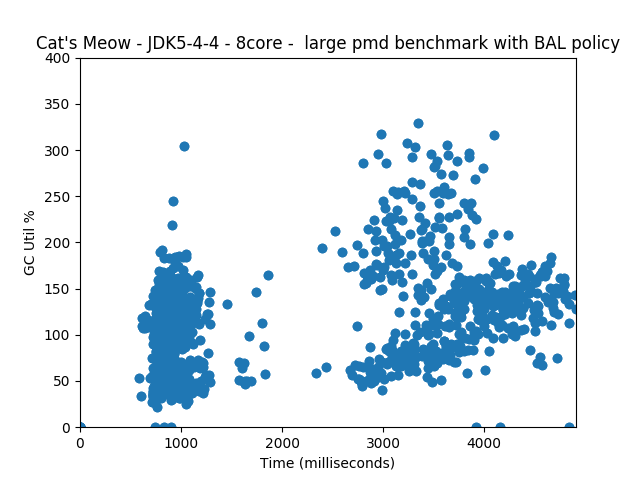 Cat's Meow - JDK5-4-4 - 8core -  large pmd benchmark with BAL policy
400
350
300
250
200
150
100
50
0
GC Util %
0 1000 2000 3000 4000
Time (milliseconds)